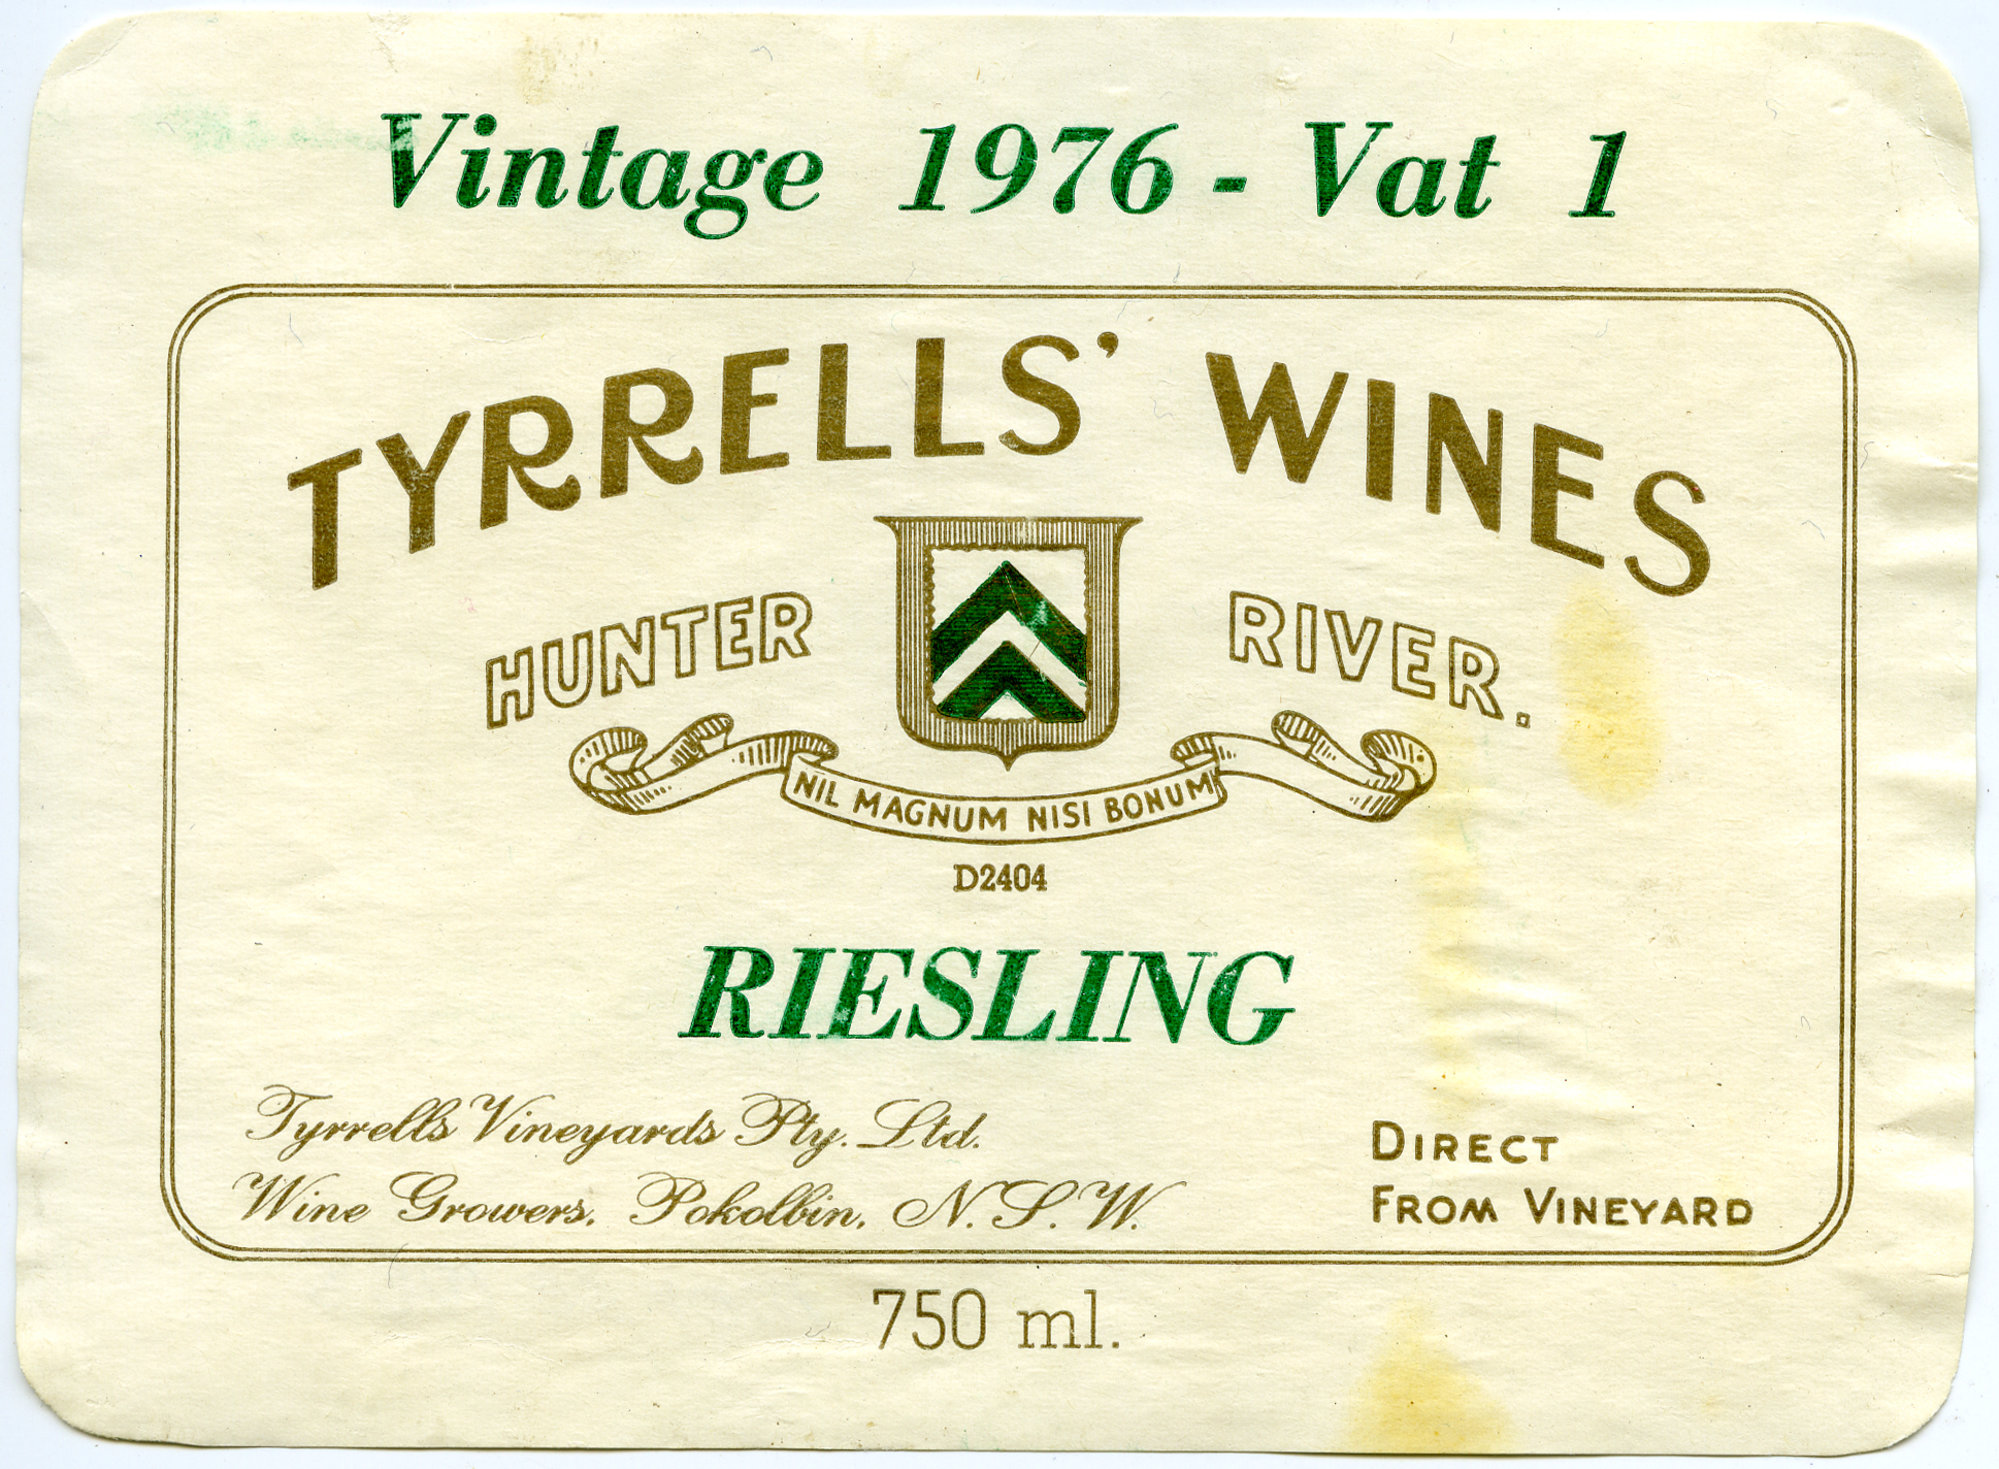 Vintage 1976 - Vat 1
TYRRELLS' WINES
HUNTER RIVER.
NIL MAGNUM NISI BONUM
D2404
RIESLING
Tyrrells Vineyards Pty. Ltd.
Wine Growers, Pokolbin, N.S.W.
DIRECT
FROM VINEYARD
750 ml.